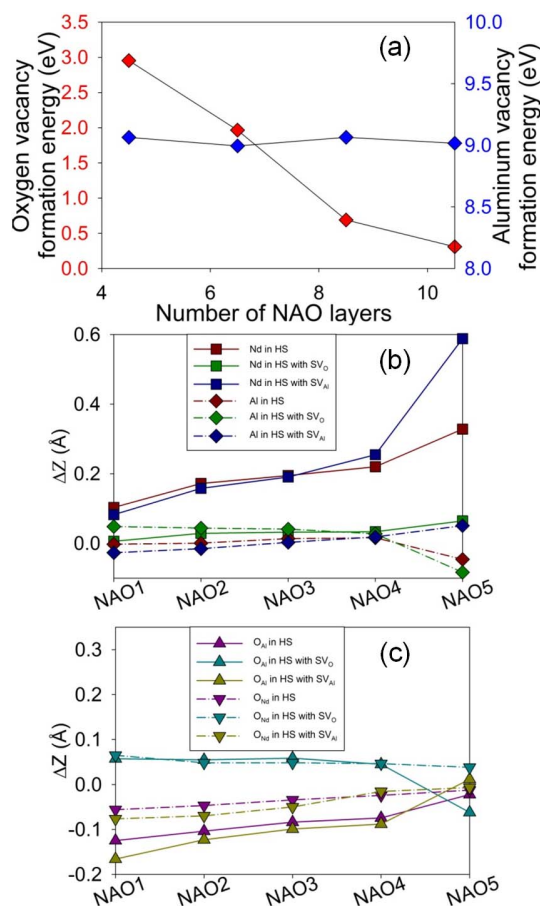 (a)
Oxygen vacancy
formation energy (eV)
3.5
3.0
2.5
2.0
1.5
1.0
0.5
0.0
10.0
9.5
9.0
8.5
8.0
Aluminum vacancy
formation energy (eV)
4 6 8 10
Number of NAO layers
(b)
ΔZ (Å)
0.6
0.4
0.2
0.0
Nd in HS
Nd in HS with SVO
Nd in HS with SVAl
Al in HS
Al in HS with SVO
Al in HS with SVAl
NAO1 NAO2 NAO3 NAO4 NAO5
(c)
ΔZ (Å)
0.3
0.2
0.1
0.0
-0.1
-0.2
OAl in HS
OAl in HS with SVO
OAl in HS with SVAl
ONd in HS
ONd in HS with SVO
ONd in HS with SVAl
NAO1 NAO2 NAO3 NAO4 NAO5